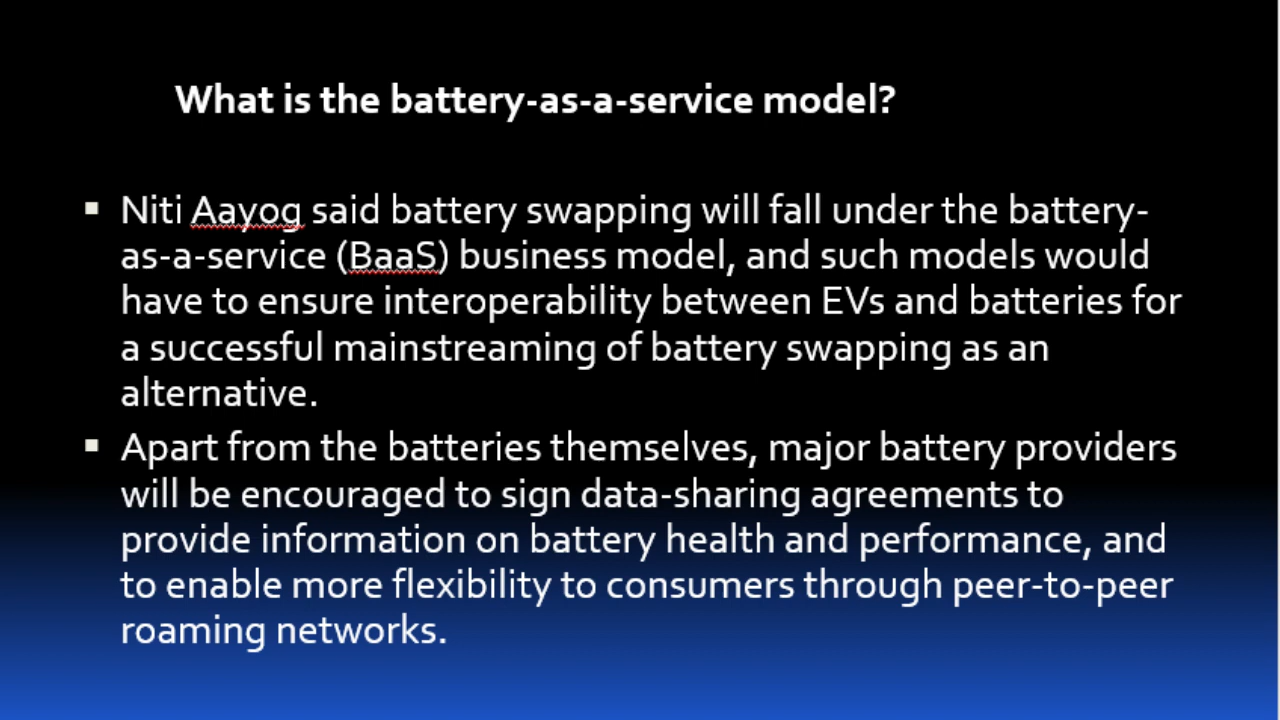 What is the battery-as-a-service model?
▪ Niti Aayog said battery swapping will fall under the battery-
as-a-service (BaaS) business model, and such models would
have to ensure interoperability between EVs and batteries for
a successful mainstreaming of battery swapping as an
alternative.
▪ Apart from the batteries themselves, major battery providers
will be encouraged to sign data-sharing agreements to
provide information on battery health and performance, and
to enable more flexibility to consumers through peer-to-peer
roaming networks.